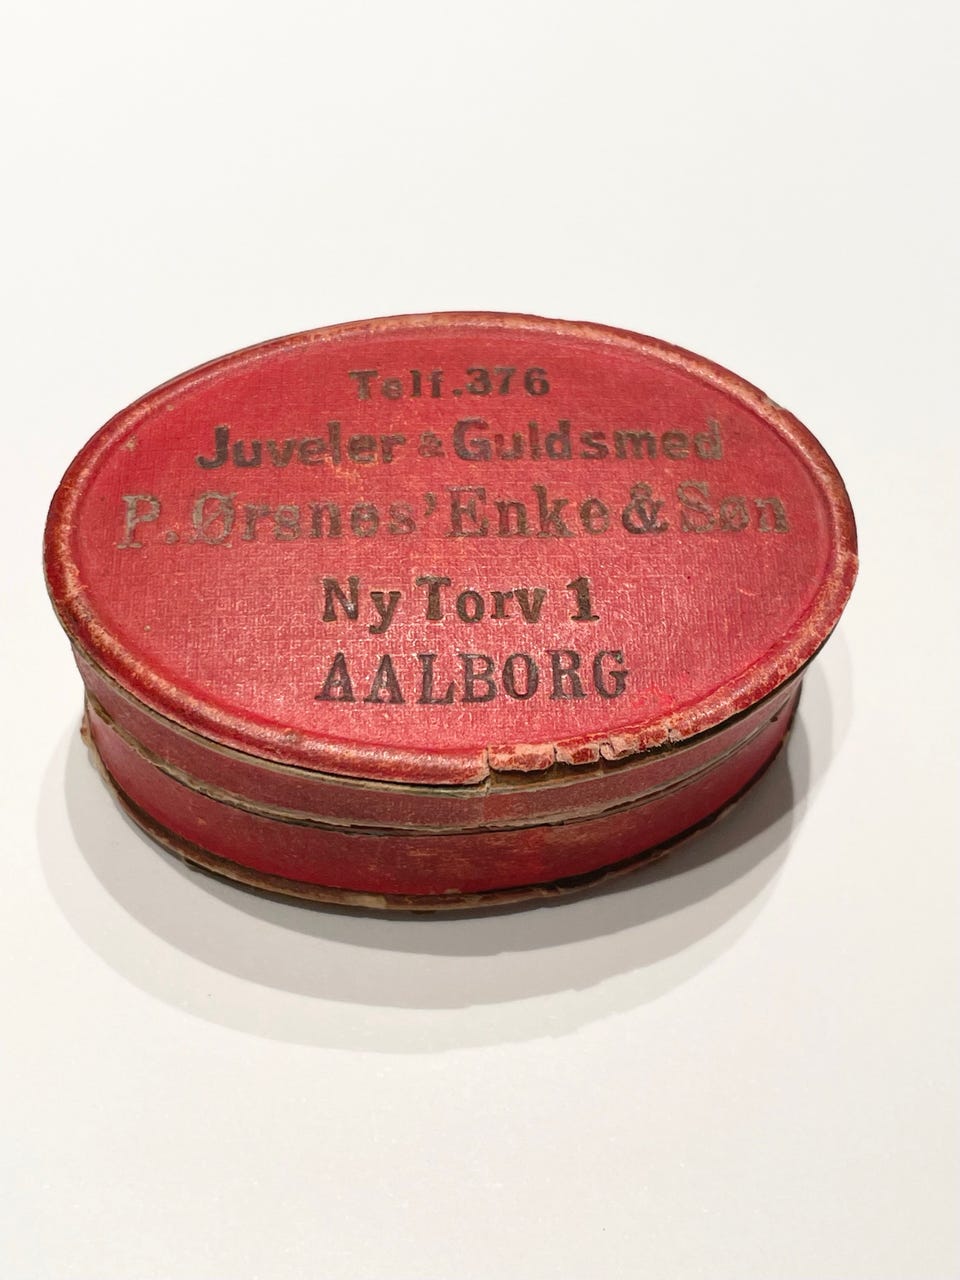 Telf.376
Juveler & Guldsmed
P. Ørsnes' Enke & Søn
Ny Torv 1
AALBORG